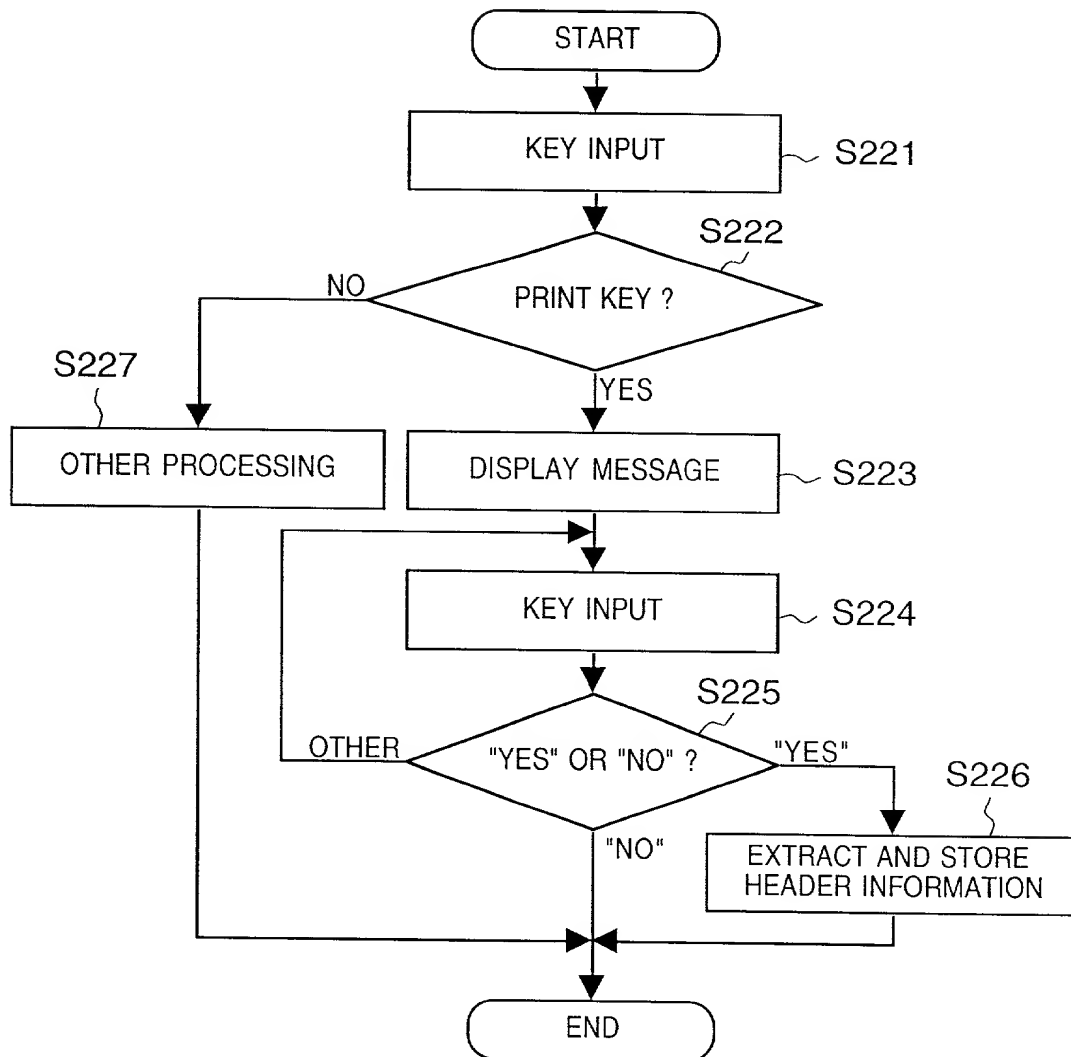 START
KEY INPUT
S221
S222
NO
PRINT KEY ?
YES
S227
OTHER PROCESSING
DISPLAY MESSAGE
S223
KEY INPUT
S224
S225
OTHER
"YES" OR "NO" ?
"YES"
S226
"NO"
EXTRACT AND STORE
HEADER INFORMATION
END